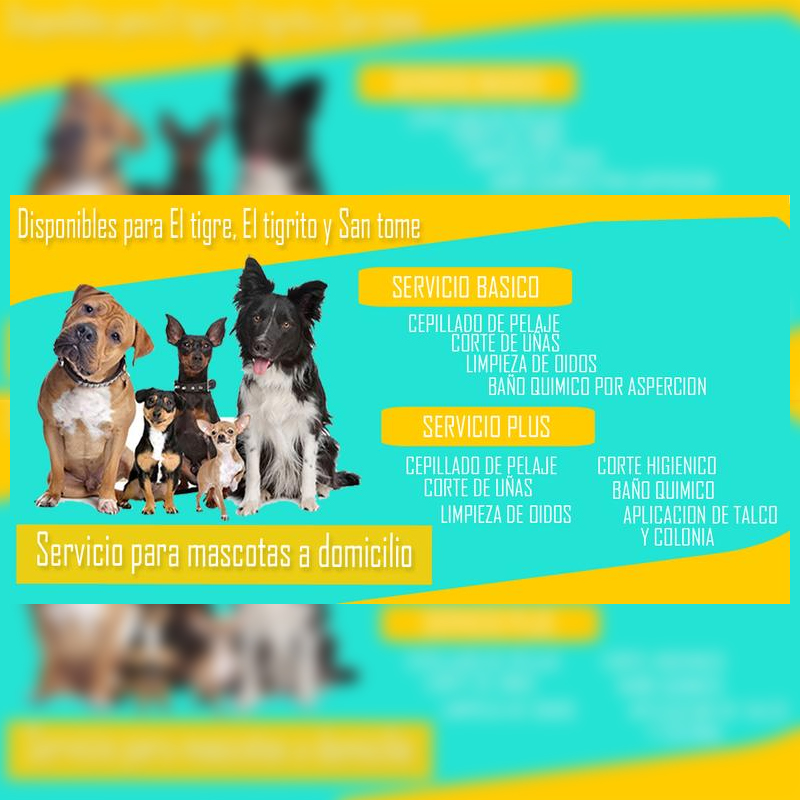 Disponibles para El tigre, El tigrito y San tome
SERVICIO BASICO
CEPILLADO DE PELAJE
CORTE DE UÑAS
LIMPIEZA DE OIDOS
BAÑO QUIMICO POR ASPERCION
SERVICIO PLUS
CEPILLADO DE PELAJE
CORTE DE UÑAS
LIMPIEZA DE OIDOS
CORTE HIGIENICO
BAÑO QUIMICO
APLICACION DE TALCO
Y COLONIA
Servicio para mascotas a domicilio